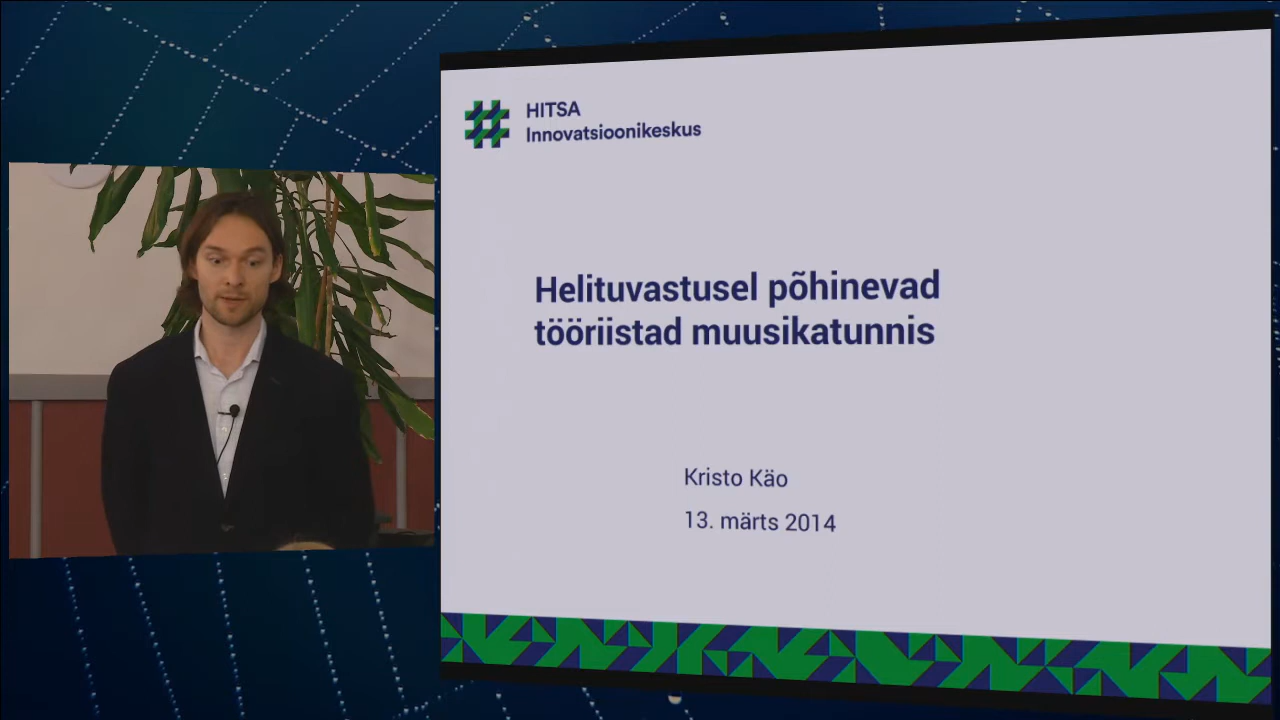 HITSA
Innovatsioonikeskus
Helituvastusel põhinevad
tööriistad muusikatunnis
Kristo Käo
13. märts 2014